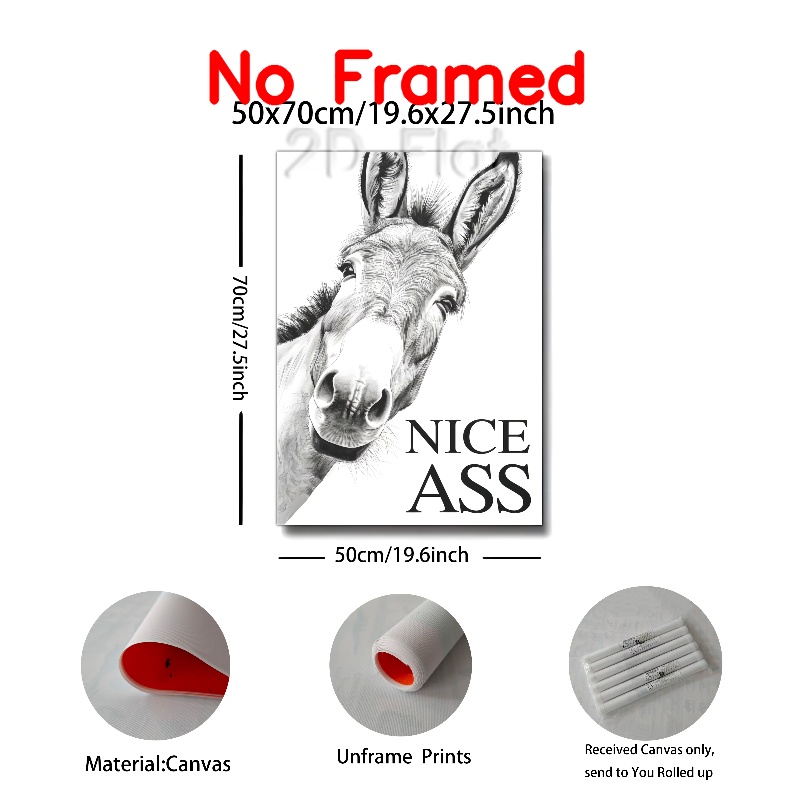 No Framed
50x70cm/19.6x27.5inch
2D Flat
70cm/27.5inch
NICE
ASS
50cm/19.6inch
Material:Canvas
Unframe Prints
Received Canvas only,
send to You Rolled up